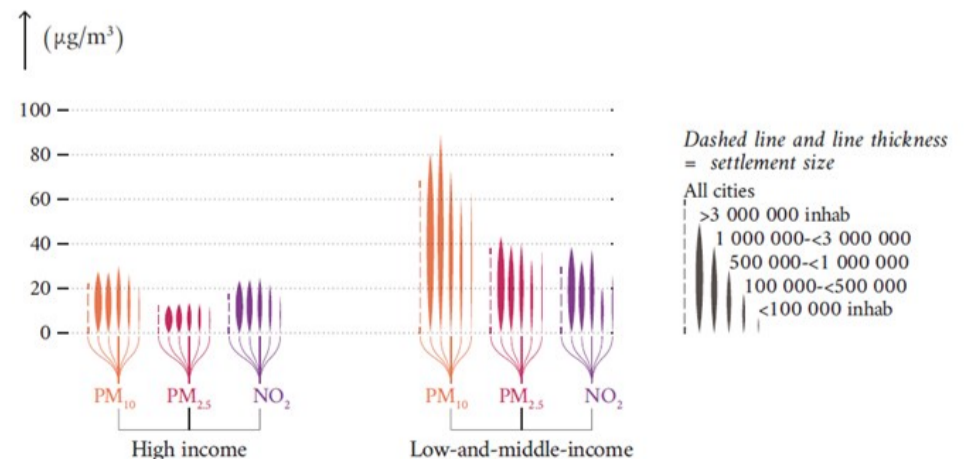 (µg/m³)
100
80
60
40
20
0
PM₁₀ PM₂.₅ NO₂
High income
PM₁₀ PM₂.₅ NO₂
Low-and-middle-income
Dashed line and line thickness
= settlement size
All cities
>3 000 000 inhab
1 000 000-<3 000 000
500 000-<1 000 000
100 000-<500 000
<100 000 inhab